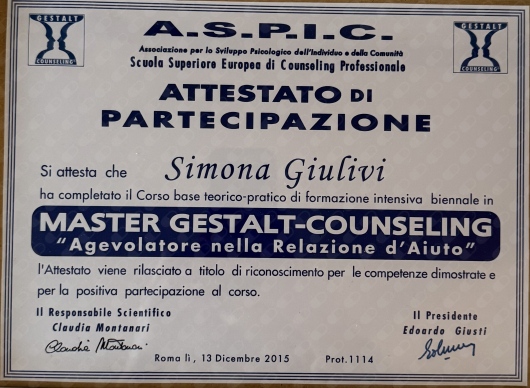 GESTALT
COUNSELING
A.S.P.I.C.
GESTALT
COUNSELING
Associazione per lo Sviluppo Psicologico dell'Individuo e della Comunità
Scuola Superiore Europea di Counseling Professionale
ATTESTATO DI
PARTECIPAZIONE
Si attesta che Simona Giulivi
ha completato il Corso base teorico-pratico di formazione intensiva biennale in
MASTER GESTALT-COUNSELING
"Agevolatore nella Relazione d'Aiuto"
l'Attestato viene rilasciato a titolo di riconoscimento per le competenze dimostrate e
per la positiva partecipazione al corso.
Il Responsabile Scientifico
Claudia Montanari
Claudia Montanari
Il Presidente
Edoardo Giusti
Roma lì, 13 Dicembre 2015 Prot.1114